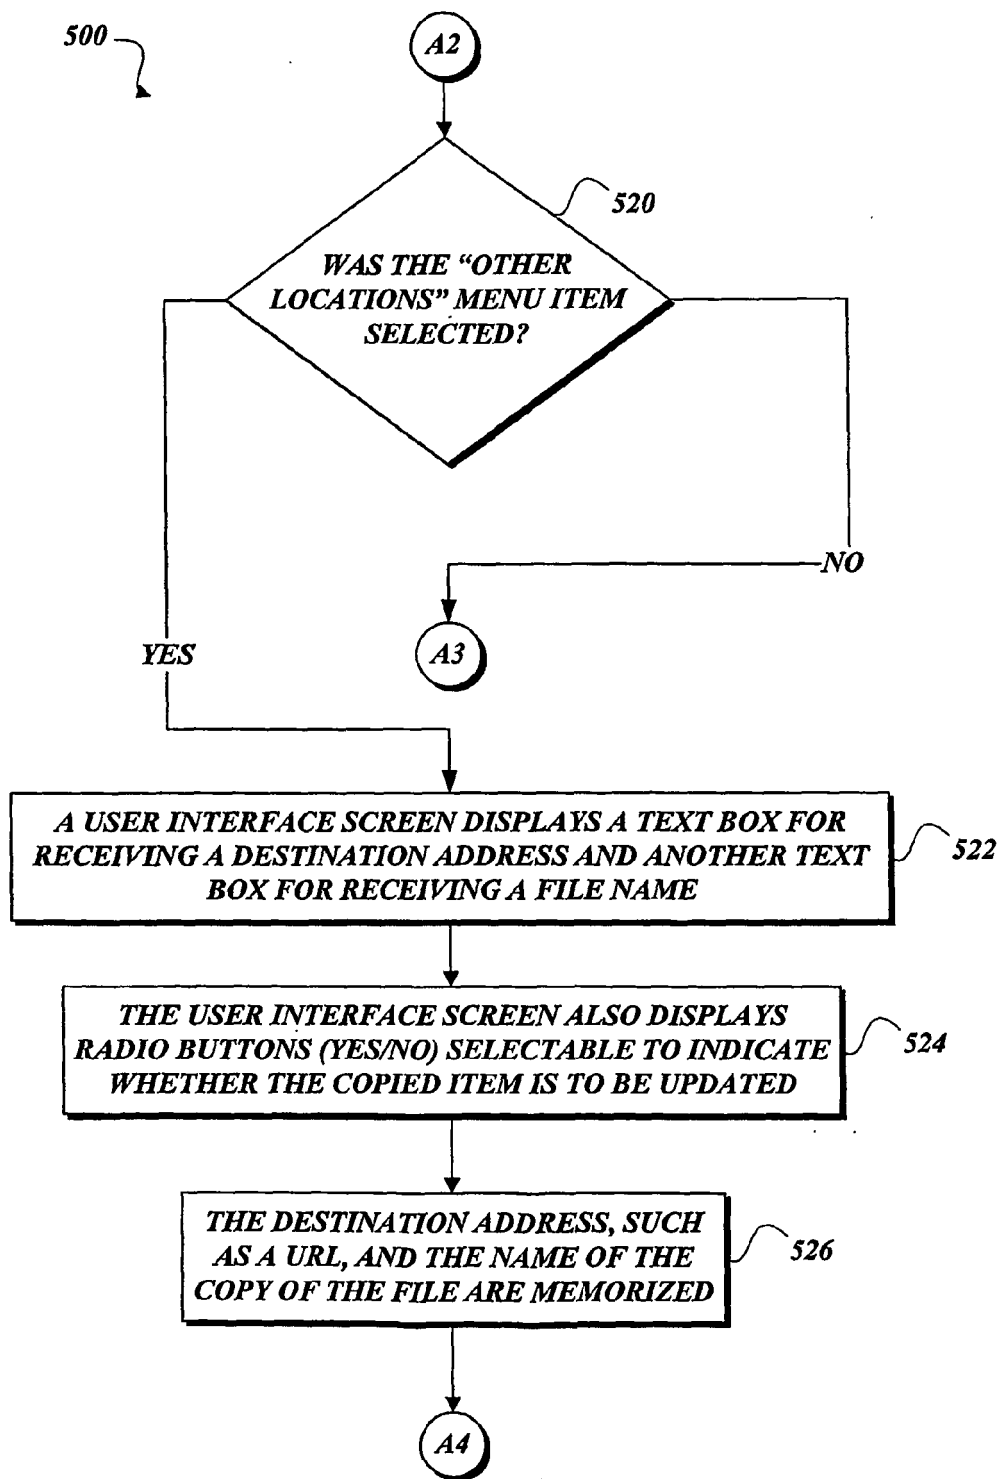 500
A2
520
WAS THE “OTHER
LOCATIONS” MENU ITEM
SELECTED?
NO
A3
YES
A USER INTERFACE SCREEN DISPLAYS A TEXT BOX FOR
RECEIVING A DESTINATION ADDRESS AND ANOTHER TEXT
BOX FOR RECEIVING A FILE NAME
522
THE USER INTERFACE SCREEN ALSO DISPLAYS
RADIO BUTTONS (YES/NO) SELECTABLE TO INDICATE
WHETHER THE COPIED ITEM IS TO BE UPDATED
524
THE DESTINATION ADDRESS, SUCH
AS A URL, AND THE NAME OF THE
COPY OF THE FILE ARE MEMORIZED
526
A4